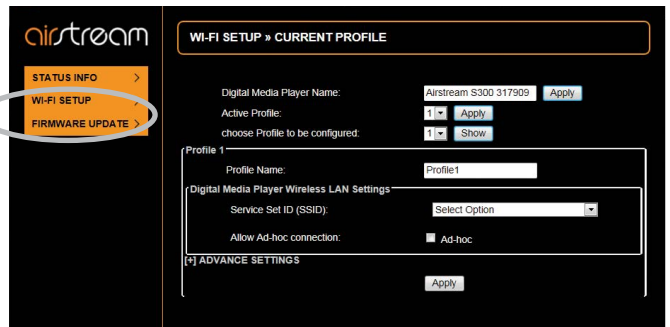 airstream
WI-FI SETUP » CURRENT PROFILE
STATUS INFO >
WI-FI SETUP >
FIRMWARE UPDATE >
Digital Media Player Name: Airstream S300 317909 Apply
Active Profile: 1 Apply
choose Profile to be configured: 1 Show
Profile 1
Profile Name: Profile1
Digital Media Player Wireless LAN Settings
Service Set ID (SSID): Select Option
Allow Ad-hoc connection: Ad-hoc
[+] ADVANCE SETTINGS
Apply